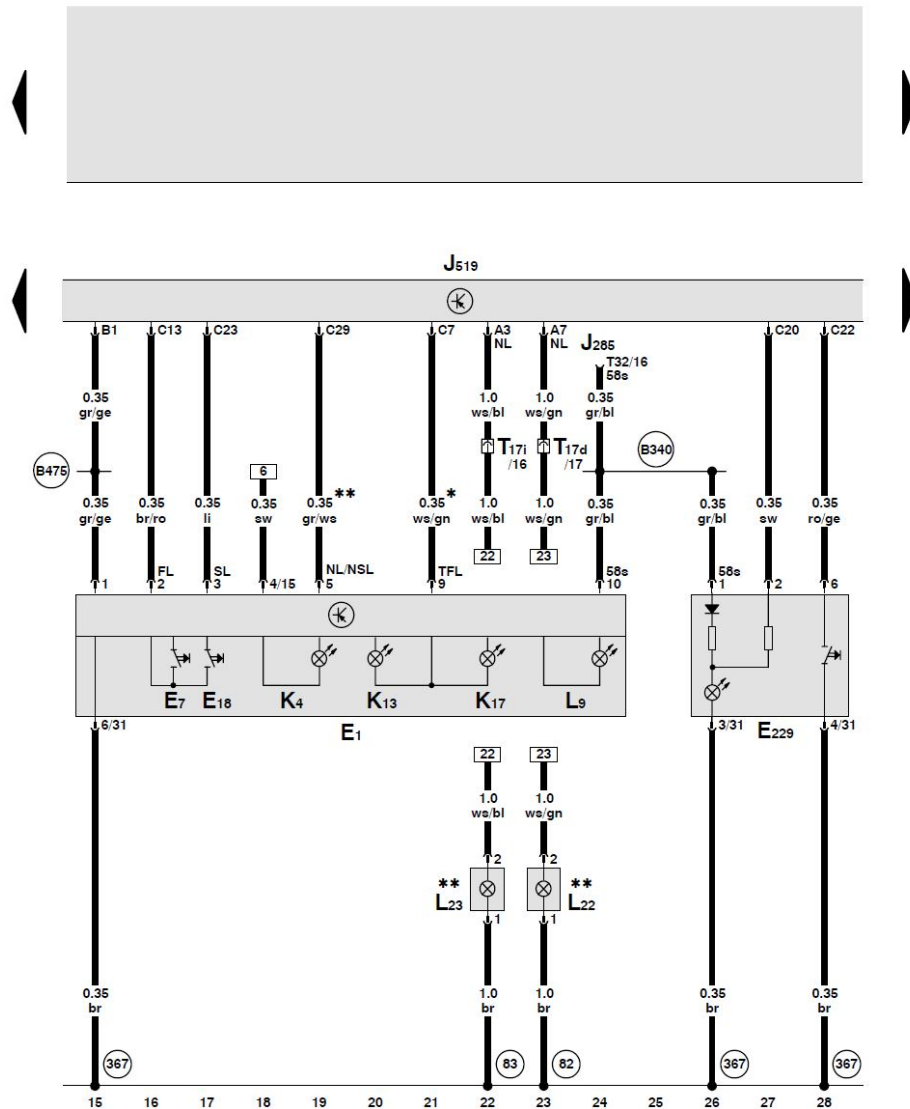 J519
B1 C13 C23 C29 C7 A3 A7 C20 C22
NL NL J285
T32/16
58s
0.35 1.0 1.0 0.35
gr/ge ws/bl ws/gn gr/bl
T17i T17d B340
/16 /17
B475 6
0.35 0.35 0.35 0.35 0.35** 0.35* 1.0 1.0 0.35 0.35 0.35 0.35
gr/ge br/ro li sw gr/ws ws/gn ws/bl ws/gn gr/bl gr/bl sw ro/ge
22 23
FL SL NL/NSL TFL 58s 58s
1 2 3 4/15 5 9 10 1 2 6
E7 E18 K4 K13 K17 L9
6/31 E1 3/31 E229 4/31
22 23
1.0 1.0
ws/bl ws/gn
2 2
** **
L23 L22
1 1
0.35 1.0 1.0 0.35 0.35
br br br br br
367 83 82 367 367
15 16 17 18 19 20 21 22 23 24 25 26 27 28